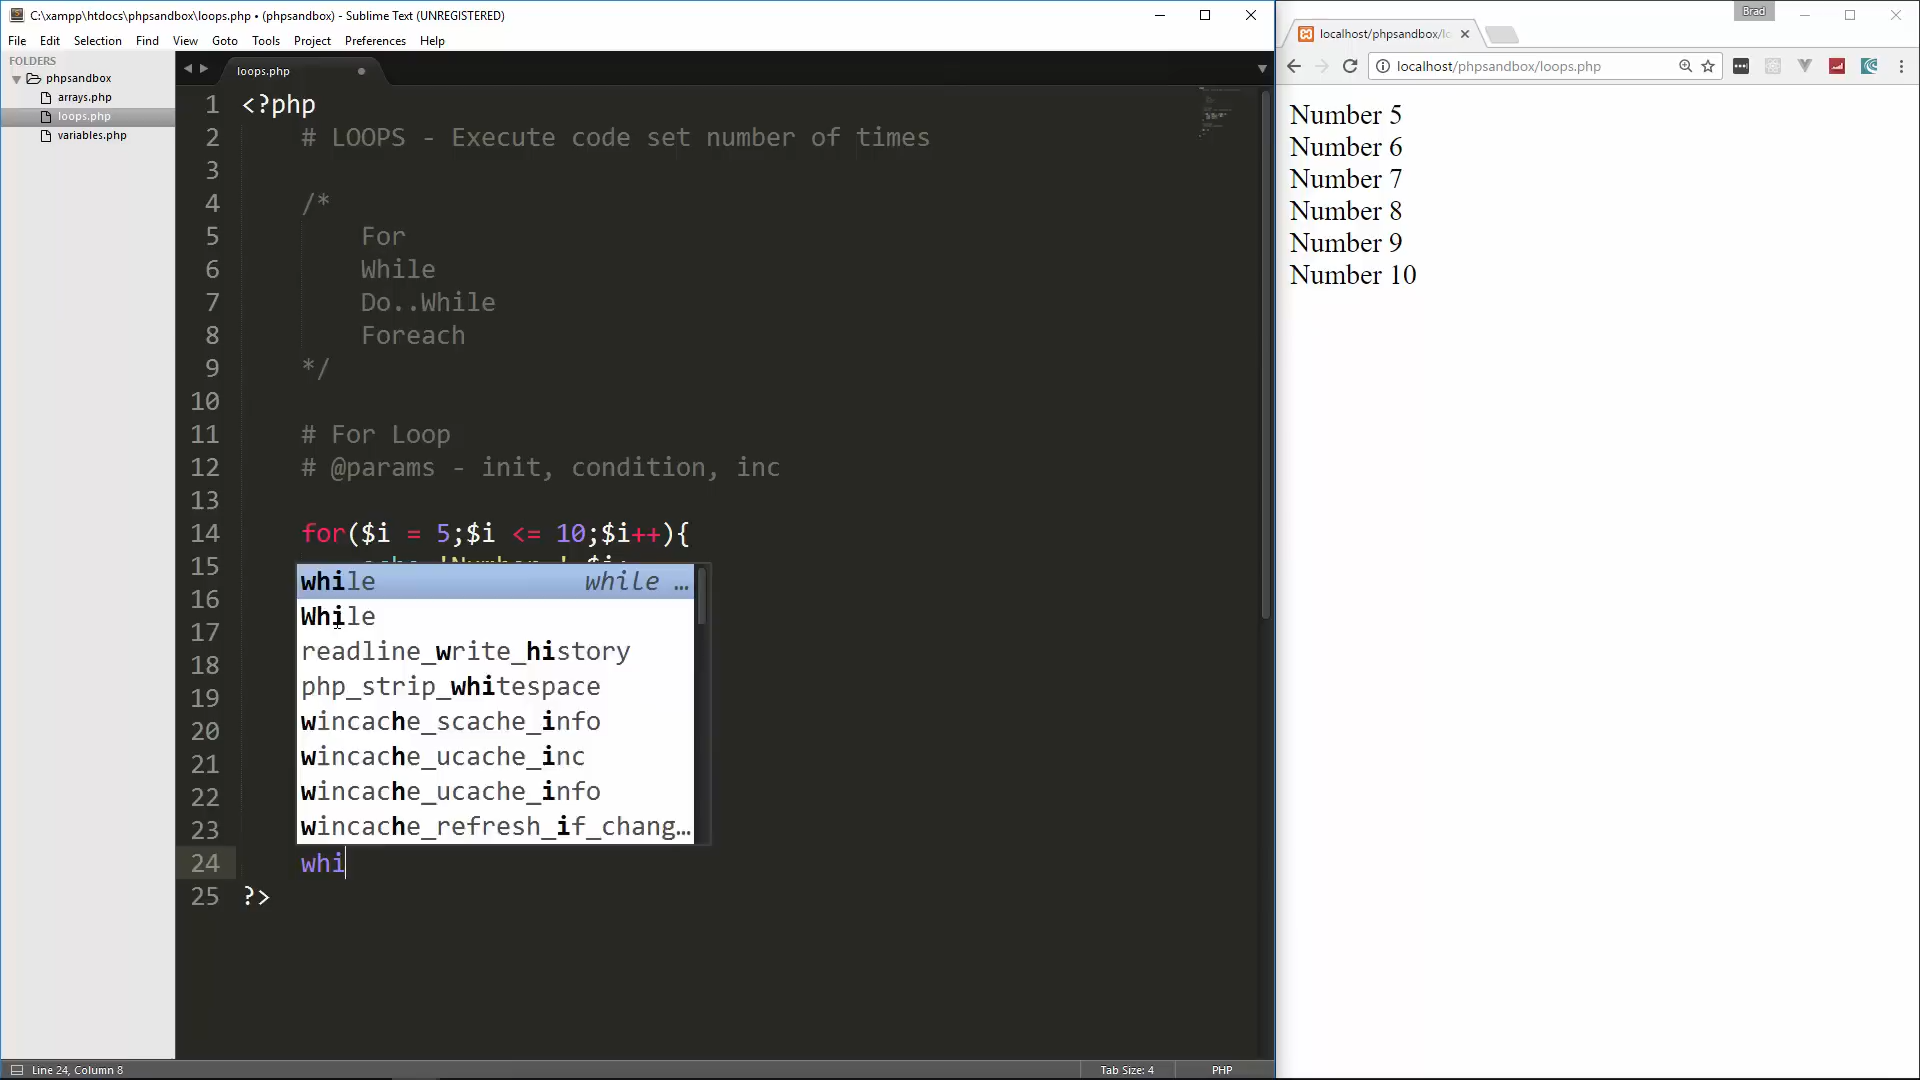 C:\xampp\htdocs\phpsandbox\loops.php • (phpsandbox) - Sublime Text (UNREGISTERED)
File Edit Selection Find View Goto Tools Project Preferences Help
FOLDERS
phpsandbox
arrays.php
loops.php
variables.php
loops.php
1 <?php
2 # LOOPS - Execute code set number of times
3
4 /*
5 For
6 While
7 Do..While
8 Foreach
9 */
10
11 # For Loop
12 # @params - init, condition, inc
13
14 for($i = 5;$i <= 10;$i++){
15
16
17
18
19
20
21
22
23
24 whi
25 ?>
while while …
While
readline_write_history
php_strip_whitespace
wincache_scache_info
wincache_ucache_inc
wincache_ucache_info
wincache_refresh_if_chang…
Line 24, Column 8
Tab Size: 4
PHP
Brad
localhost/phpsandbox/lo
localhost/phpsandbox/loops.php
Number 5
Number 6
Number 7
Number 8
Number 9
Number 10